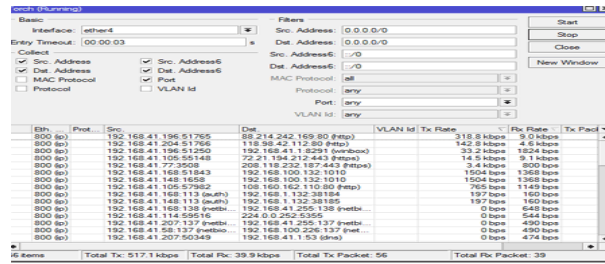 orch (Running)
Basic
Interface: ether4
Entry Timeout: 00:00:03 s
Collect
Src. Address
Src. Address6
Dst. Address
Dst. Address6
MAC Protocol
Port
Protocol
VLAN Id
Filters
Src. Address: 0.0.0.0/0
Dst. Address: 0.0.0.0/0
Src. Address6: ::/0
Dst. Address6: ::/0
MAC Protocol: all
Protocol: any
Port: any
VLAN Id: any
Start
Stop
Close
New Window
Eth. ... Prot... Src. Dst. VLAN Id Tx Rate Rx Rate Tx Pack
800 (ip) 192.168.41.196:51765 88.214.242.169:80 (http) 318.8 kbps 9.0 kbps
800 (ip) 192.168.41.204:51766 118.98.42.112:80 (http) 142.8 kbps 4.6 kbps
800 (ip) 192.168.41.196:51250 192.168.41.1:8291 (winbox) 33.2 kbps 1824 bps
800 (ip) 192.168.41.105:55148 72.21.194.212:443 (https) 14.5 kbps 9.1 kbps
800 (ip) 192.168.41.77:3508 208.118.232.187:443 (https) 3.4 kbps 800 bps
800 (ip) 192.168.41.168:51843 192.168.100.132:1010 1504 bps 1368 bps
800 (ip) 192.168.41.148:1658 192.168.100.132:1010 1504 bps 1368 bps
800 (ip) 192.168.41.105:57982 108.160.162.110:80 (http) 765 bps 1149 bps
800 (ip) 192.168.41.168:113 (auth) 192.168.1.132:38184 197 bps 160 bps
800 (ip) 192.168.41.148:113 (auth) 192.168.1.132:38185 197 bps 160 bps
800 (ip) 192.168.41.168:138 (netbi... 192.168.41.255:138 (netbio... 0 bps 648 bps
800 (ip) 192.168.41.114:59516 224.0.0.252:5355 0 bps 544 bps
800 (ip) 192.168.41.207:137 (netbi... 192.168.41.255:137 (netbio... 0 bps 490 bps
800 (ip) 192.168.41.58:137 (netbio... 192.168.100.226:137 (net... 0 bps 490 bps
800 (ip) 192.168.41.207:50349 192.168.41.1:53 (dns) 0 bps 474 bps
56 items Total Tx: 517.1 kbps Total Rx: 39.9 kbps Total Tx Packet: 56 Total Rx Packet: 39